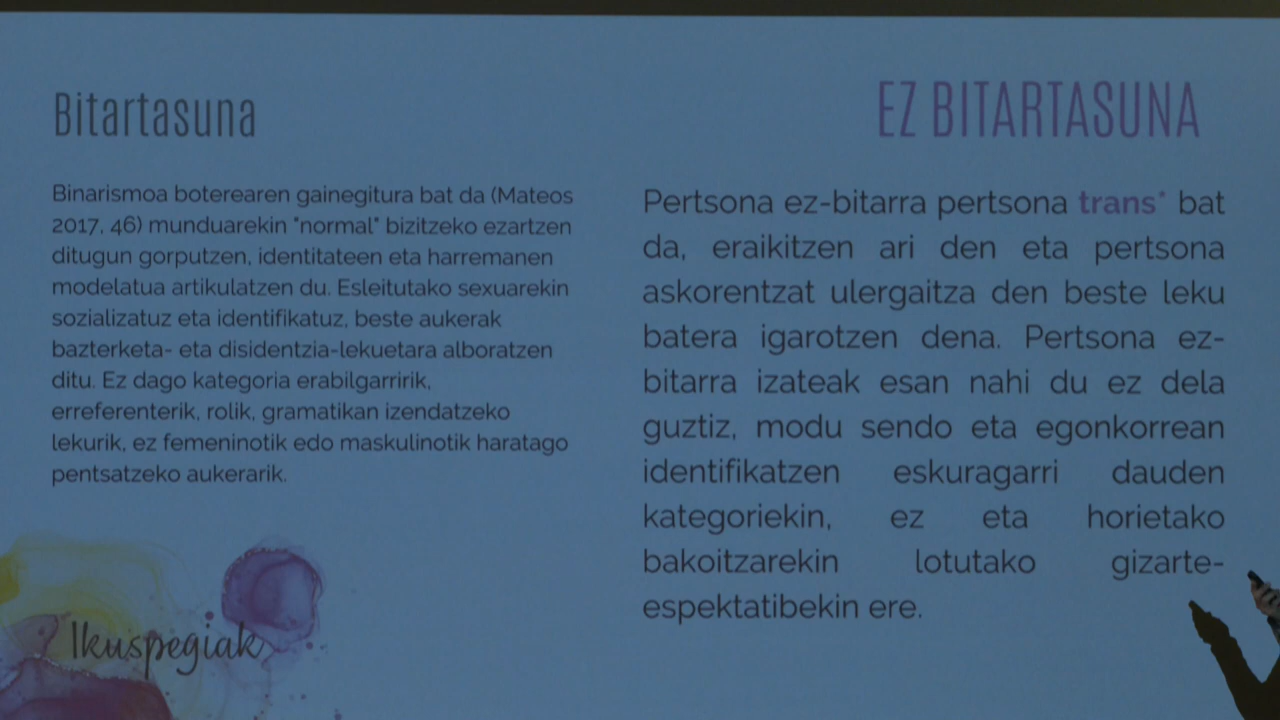 Bitartasuna
Binarismoa boterearen gainegitura bat da (Mateos
2017, 46) munduarekin "normal" bizitzeko ezartzen
ditugun gorputzen, identitateen eta harremanen
modelatua artikulatzen du. Esleitutako sexuarekin
sozializatuz eta identifikatuz, beste aukerak
bazterketa- eta disidentzia-lekuetara alboratzen
ditu. Ez dago kategoria erabilgarririk,
erreferenterik, rolik, gramatikan izendatzeko
lekurik, ez femeninotik edo maskulinotik haratago
pentsatzeko aukerarik.
Ikuspegiak
EZ BITARTASUNA
Pertsona ez-bitarra pertsona trans* bat
da, eraikitzen ari den eta pertsona
askorentzat ulergaitza den beste leku
batera igarotzen dena. Pertsona ez-
bitarra izateak esan nahi du ez dela
guztiz, modu sendo eta egonkorrean
identifikatzen eskuragarri dauden
kategoriekin, ez eta horietako
bakoitzarekin lotutako gizarte-
espektatibekin ere.